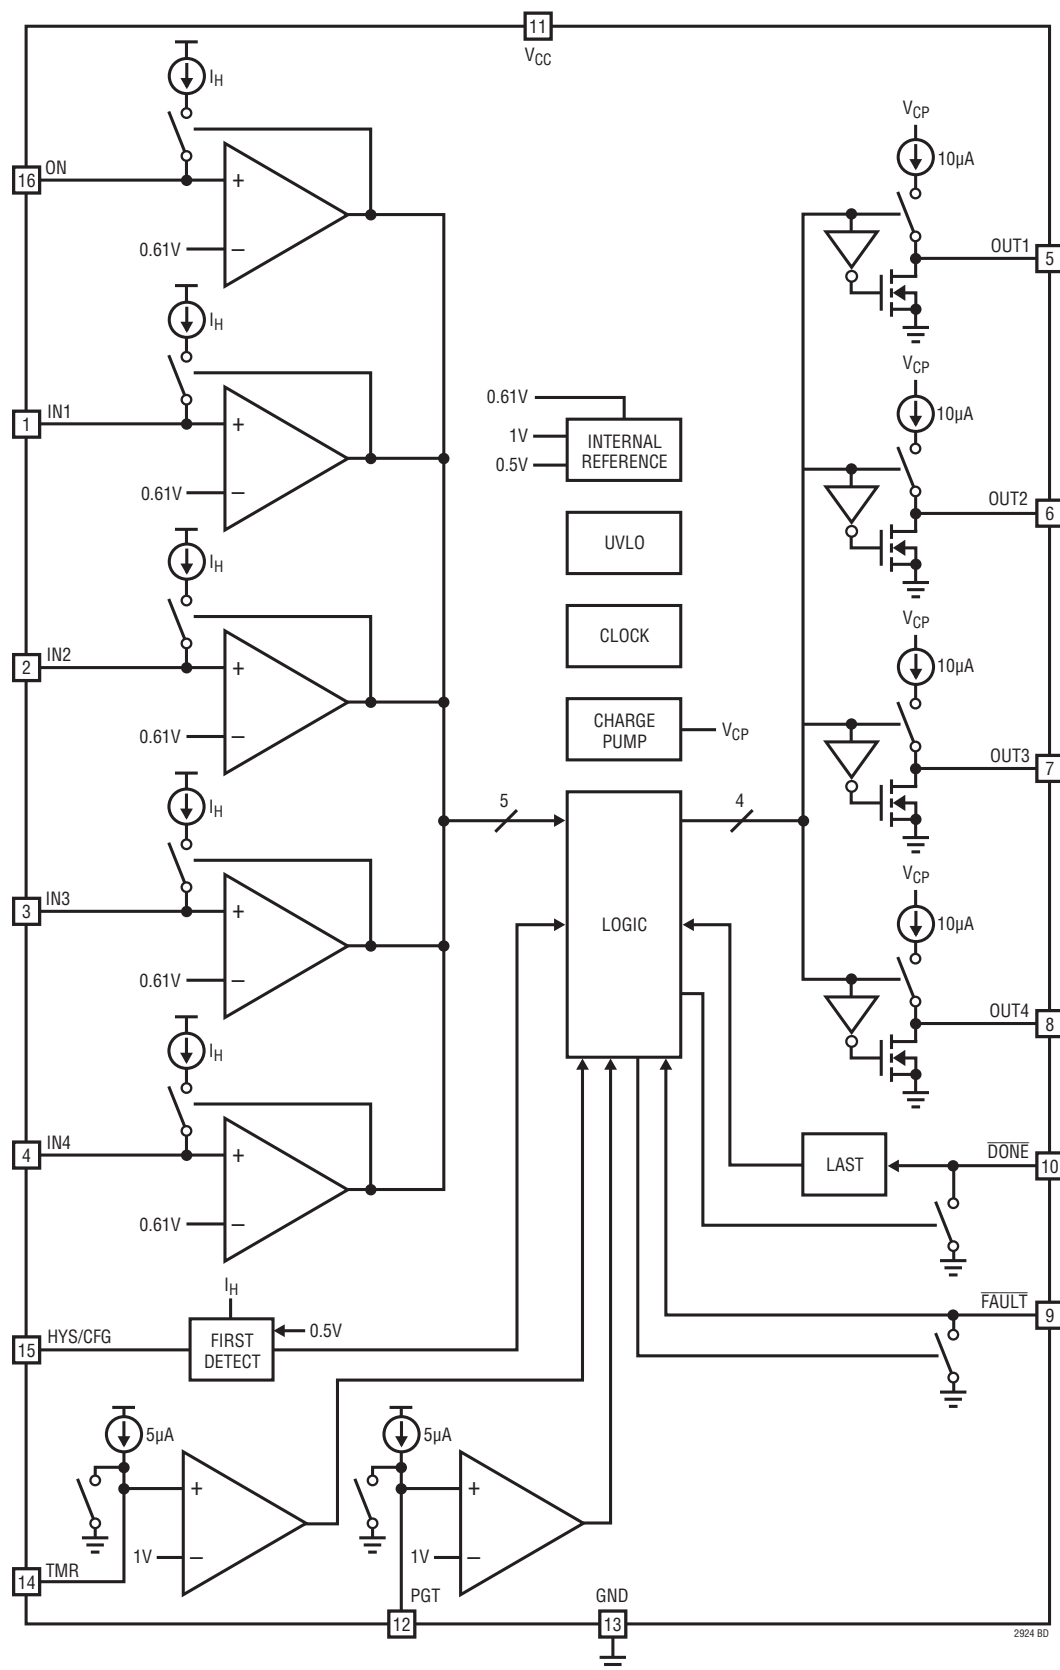 11
VCC
IH
16 ON
+
0.61V
–
VCP
10µA
OUT1
5
IH
1 IN1
+
0.61V
–
0.61V
1V
0.5V
INTERNAL
REFERENCE
VCP
10µA
OUT2
6
IH
2 IN2
+
0.61V
–
UVLO
CLOCK
CHARGE
PUMP
VCP
VCP
10µA
OUT3
7
IH
3 IN3
+
0.61V
–
5
LOGIC
4
VCP
10µA
OUT4
8
IH
4 IN4
+
0.61V
–
LAST
DONE
10
FAULT
9
IH
15 HYS/CFG
FIRST
DETECT
0.5V
5µA
+
1V
–
14 TMR
5µA
+
1V
–
PGT
12
GND
13
2924 BD